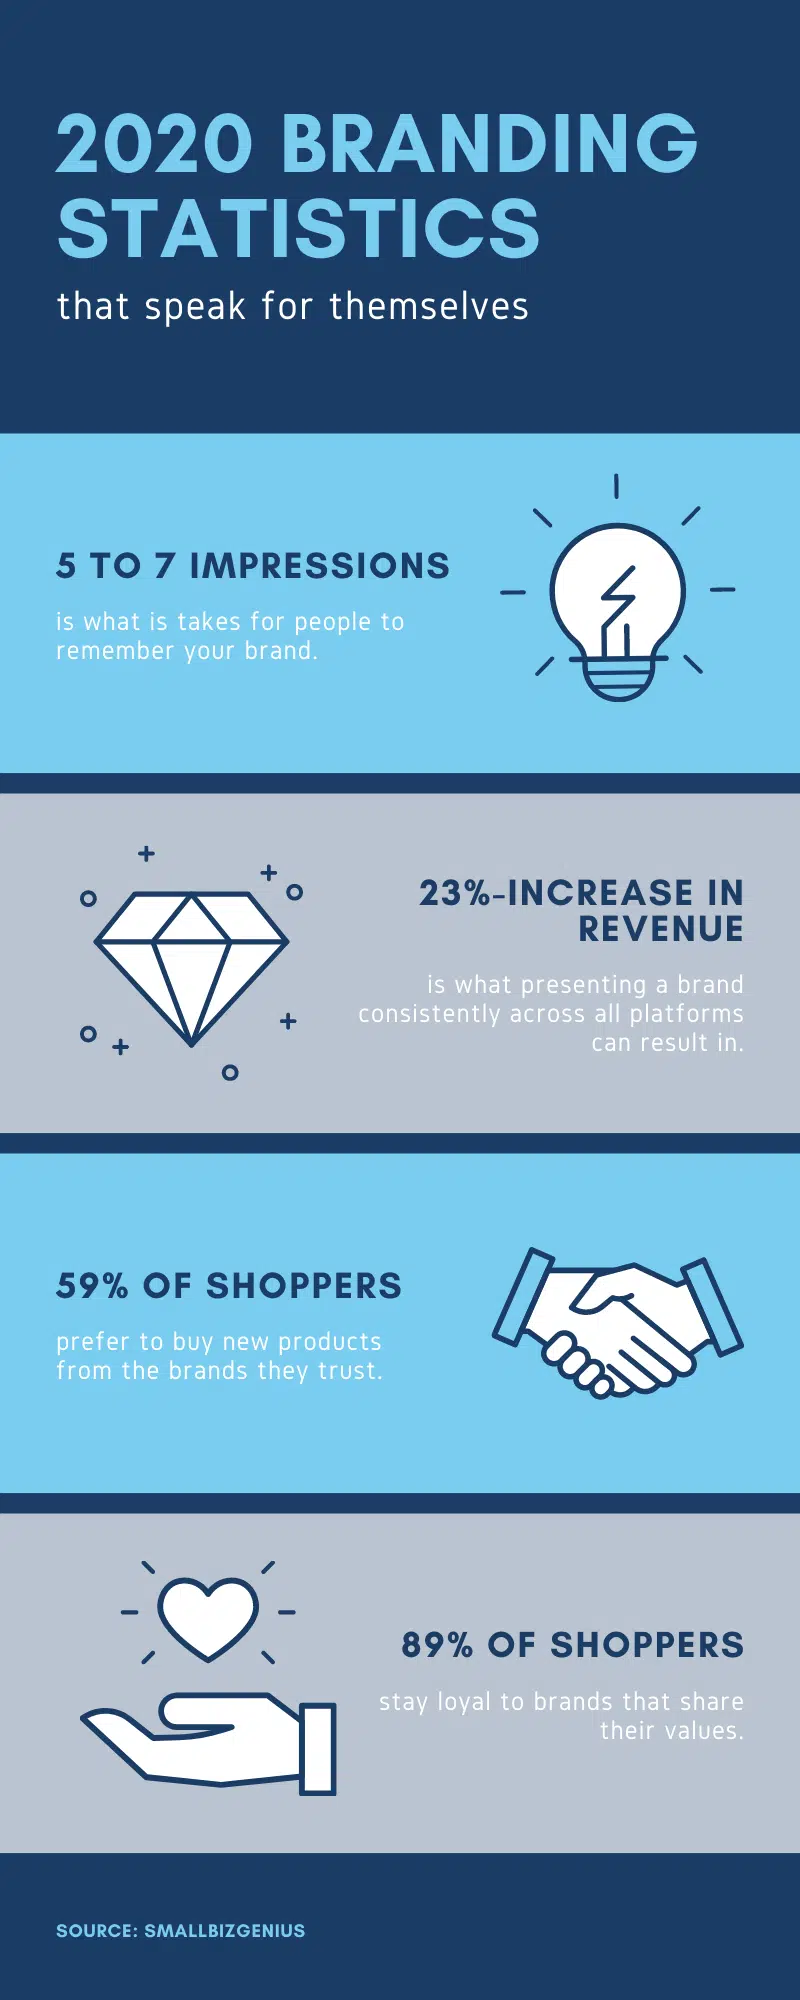 2020 BRANDING
STATISTICS
that speak for themselves
5 TO 7 IMPRESSIONS
is what is takes for people to
remember your brand.
23%-INCREASE IN
REVENUE
is what presenting a brand
consistently across all platforms
can result in.
59% OF SHOPPERS
prefer to buy new products
from the brands they trust.
89% OF SHOPPERS
stay loyal to brands that share
their values.
SOURCE: SMALLBIZGENIUS